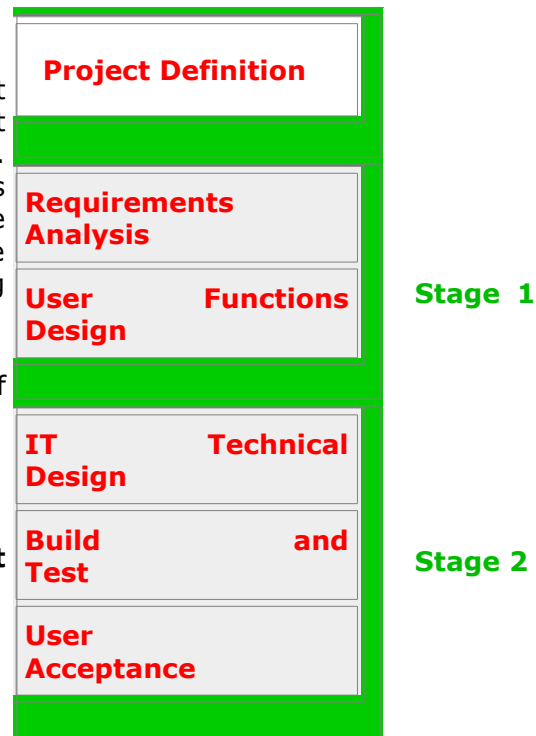 Project Definition
Requirements
Analysis
User Functions
Design
Stage 1
IT Technical
Design
Build and
Test
Stage 2
User
Acceptance